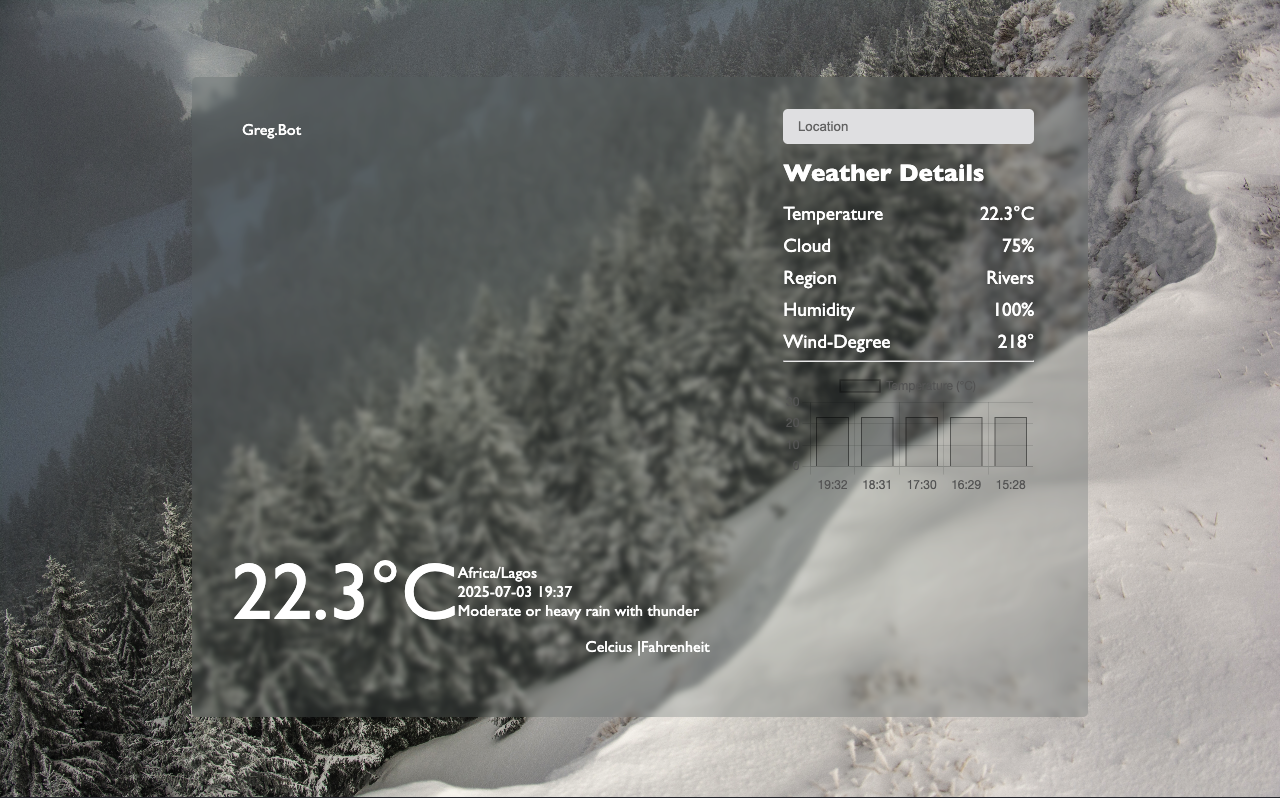 Greg.Bot
Location
Weather Details
Temperature 22.3°C
Cloud 75%
Region Rivers
Humidity 100%
Wind-Degree 218°
Temperature (°C)
30
20
10
0
19:32 18:31 17:30 16:29 15:28
22.3°C
Africa/Lagos
2025-07-03 19:37
Moderate or heavy rain with thunder
Celcius |Fahrenheit